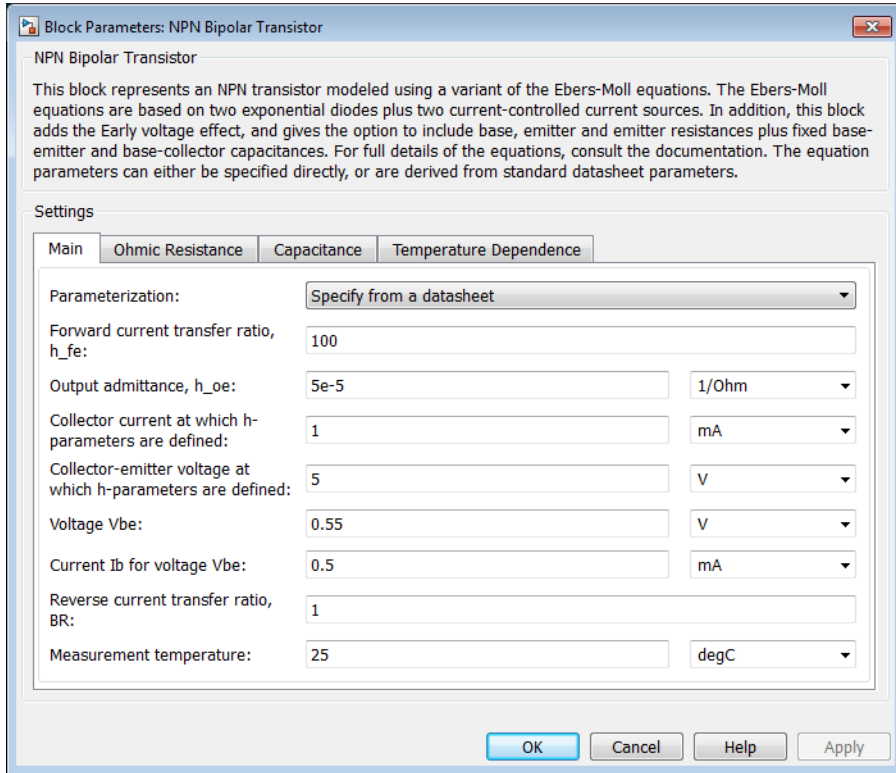 Block Parameters: NPN Bipolar Transistor
NPN Bipolar Transistor
This block represents an NPN transistor modeled using a variant of the Ebers-Moll equations. The Ebers-Moll
equations are based on two exponential diodes plus two current-controlled current sources. In addition, this block
adds the Early voltage effect, and gives the option to include base, emitter and emitter resistances plus fixed base-
emitter and base-collector capacitances. For full details of the equations, consult the documentation. The equation
parameters can either be specified directly, or are derived from standard datasheet parameters.
Settings
Main Ohmic Resistance Capacitance Temperature Dependence
Parameterization: Specify from a datasheet
Forward current transfer ratio,
h_fe: 100
Output admittance, h_oe: 5e-5 1/Ohm
Collector current at which h-
parameters are defined: 1 mA
Collector-emitter voltage at
which h-parameters are defined: 5 V
Voltage Vbe: 0.55 V
Current Ib for voltage Vbe: 0.5 mA
Reverse current transfer ratio,
BR: 1
Measurement temperature: 25 degC
OK Cancel Help Apply